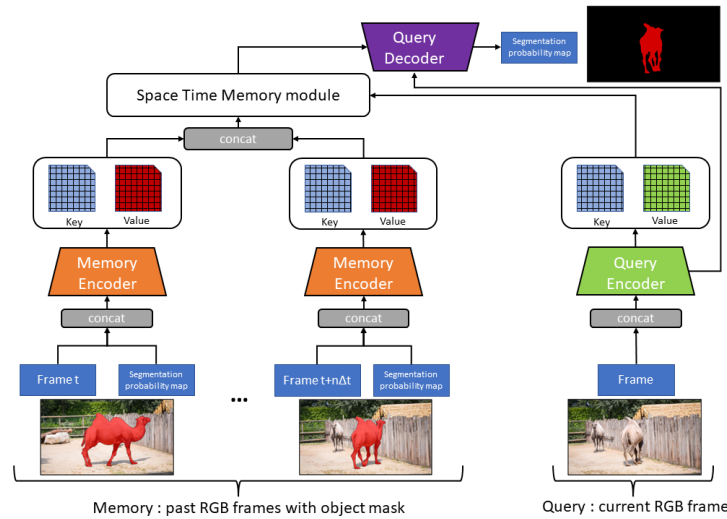 Query
Decoder
Segmentation
probability map
Space Time Memory module
concat
Key
Value
Key
Value
Key
Value
Memory
Encoder
Memory
Encoder
Query
Encoder
concat
concat
concat
Frame t
Segmentation
probability map
...
Frame t+nΔt
Segmentation
probability map
Frame
Memory : past RGB frames with object mask
Query : current RGB frame